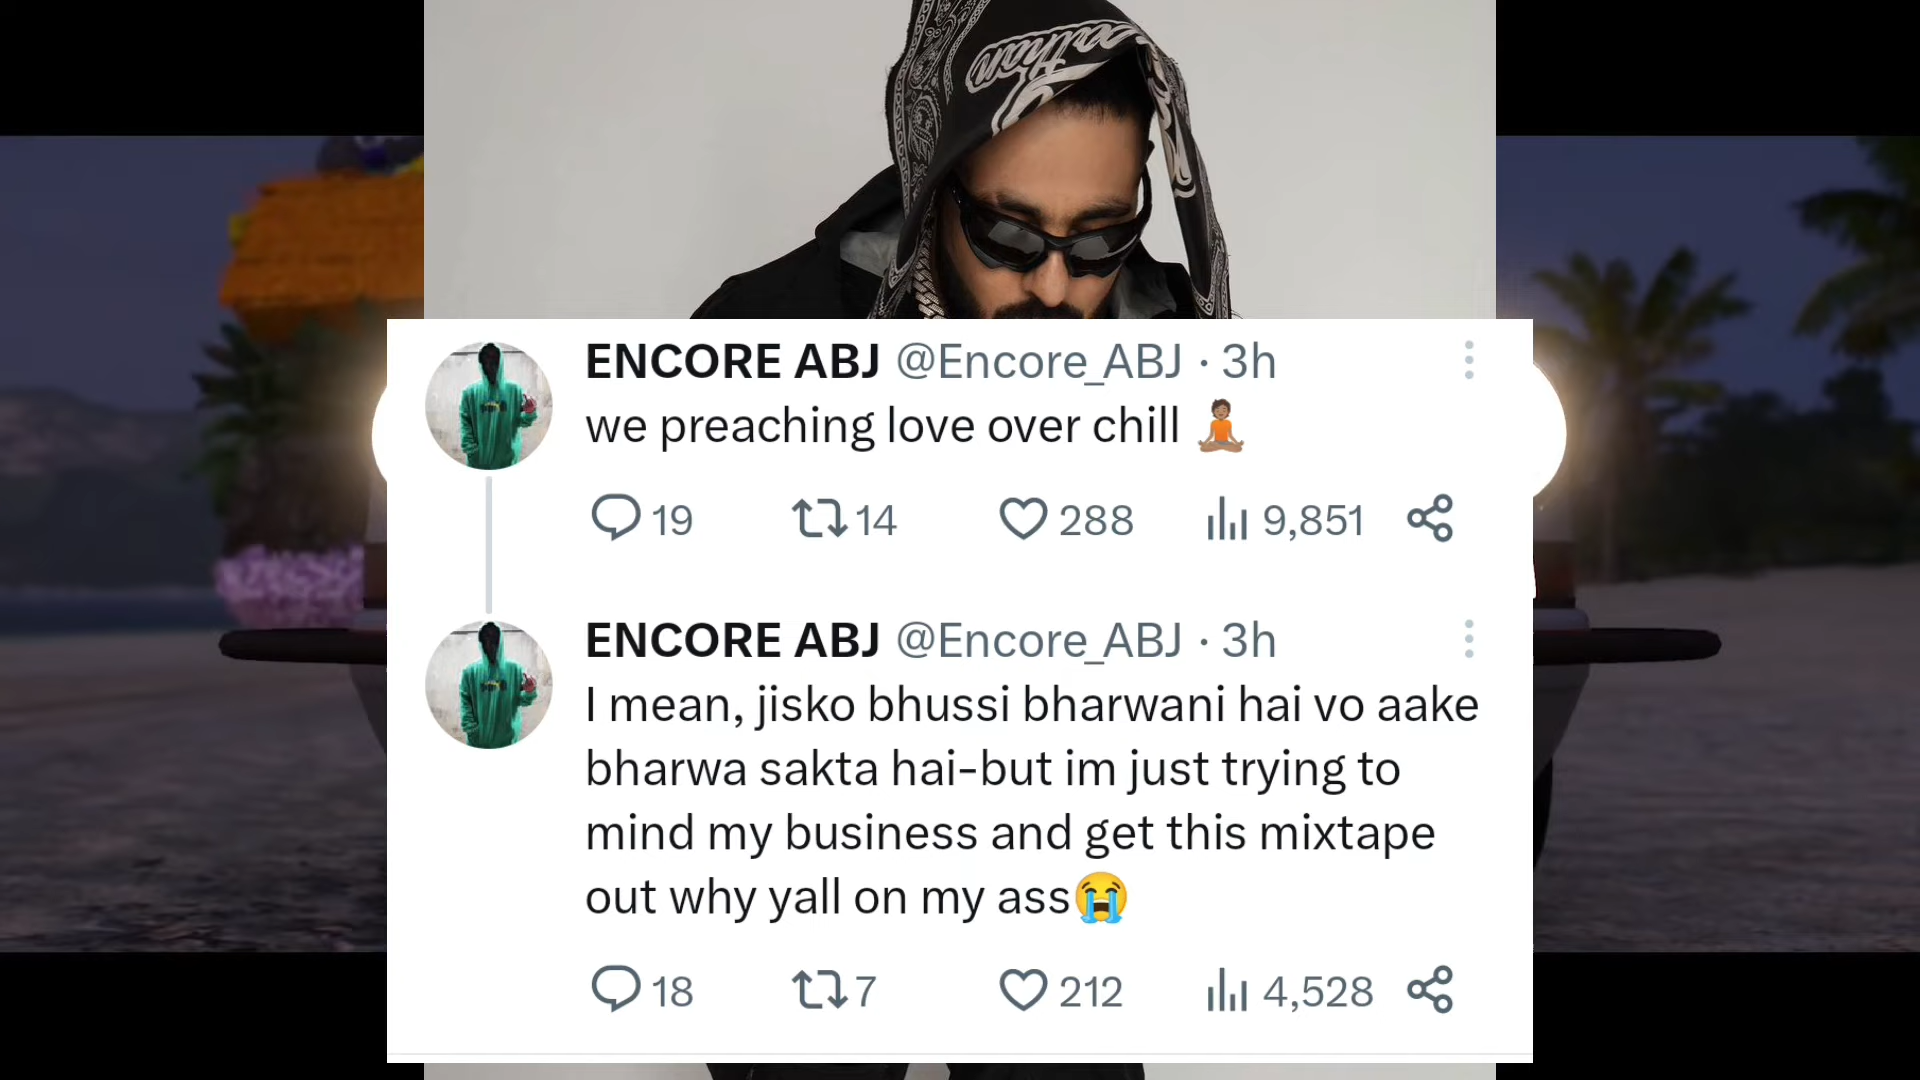 ENCORE ABJ @Encore_ABJ · 3h
we preaching love over chill 🧘🏽
19 14 288 9,851
ENCORE ABJ @Encore_ABJ · 3h
I mean, jisko bhussi bharwani hai vo aake
bharwa sakta hai-but im just trying to
mind my business and get this mixtape
out why yall on my ass😭
18 7 212 4,528